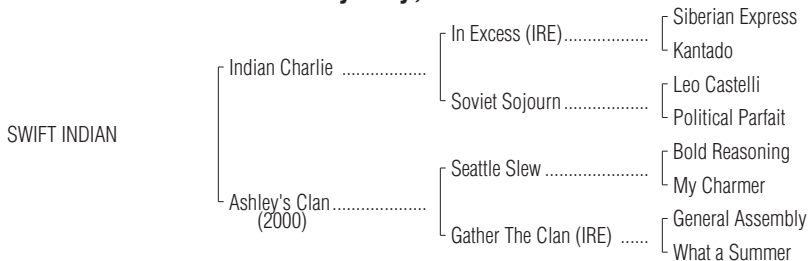 In Excess (IRE)...................
Siberian Express
Kantado
Indian Charlie ...................
Soviet Sojourn...................
Leo Castelli
Political Parfait
SWIFT INDIAN
Seattle Slew.......................
Bold Reasoning
My Charmer
Ashley's Clan.....................
(2000)
Gather The Clan (IRE) ......
General Assembly
What a Summer